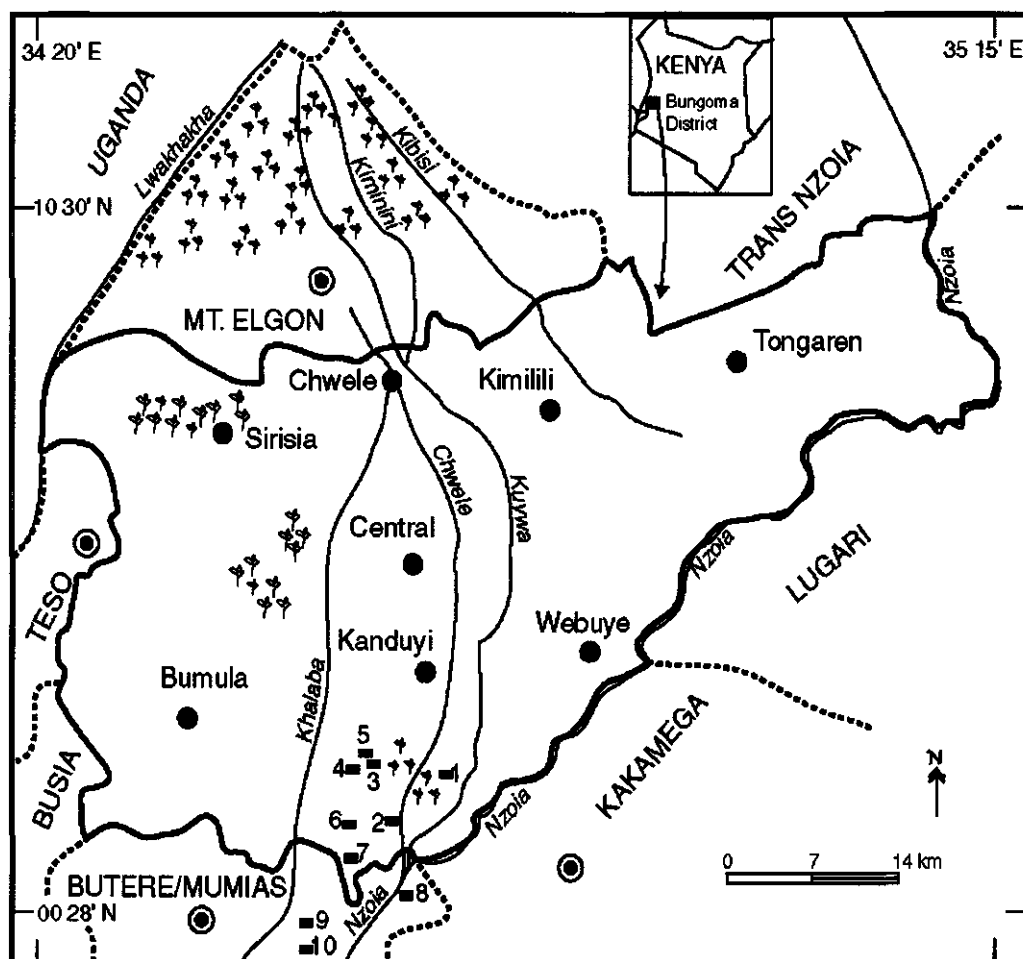 34 20' E
35 15' E
KENYA
Bungoma
District
UGANDA
Lwakhakha
Kiminini
Kibisi
TRANS NZOIA
10 30' N
Nzoia
MT. ELGON
Tongaren
Chwele
Kimilili
Sirisia
Chwele
Kuywa
Central
Nzoia
LUGARI
TESO
Webuye
Kanduyi
Bumula
Khalaba
5
4
3
1
KAKAMEGA
N
BUSIA
6
2
Nzoia
7
0 7 14 km
BUTERE/MUMIAS
8
Nzoia
00 28' N
9
10